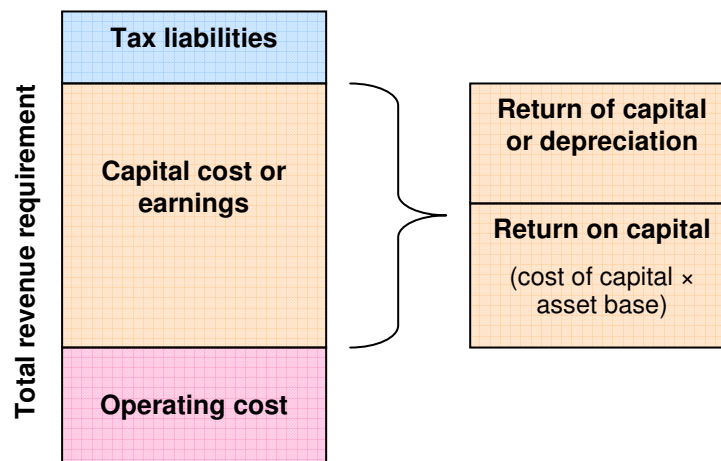 Total revenue requirement
Tax liabilities
Capital cost or
earnings
Operating cost
Return of capital
or depreciation
Return on capital
(cost of capital ×
asset base)